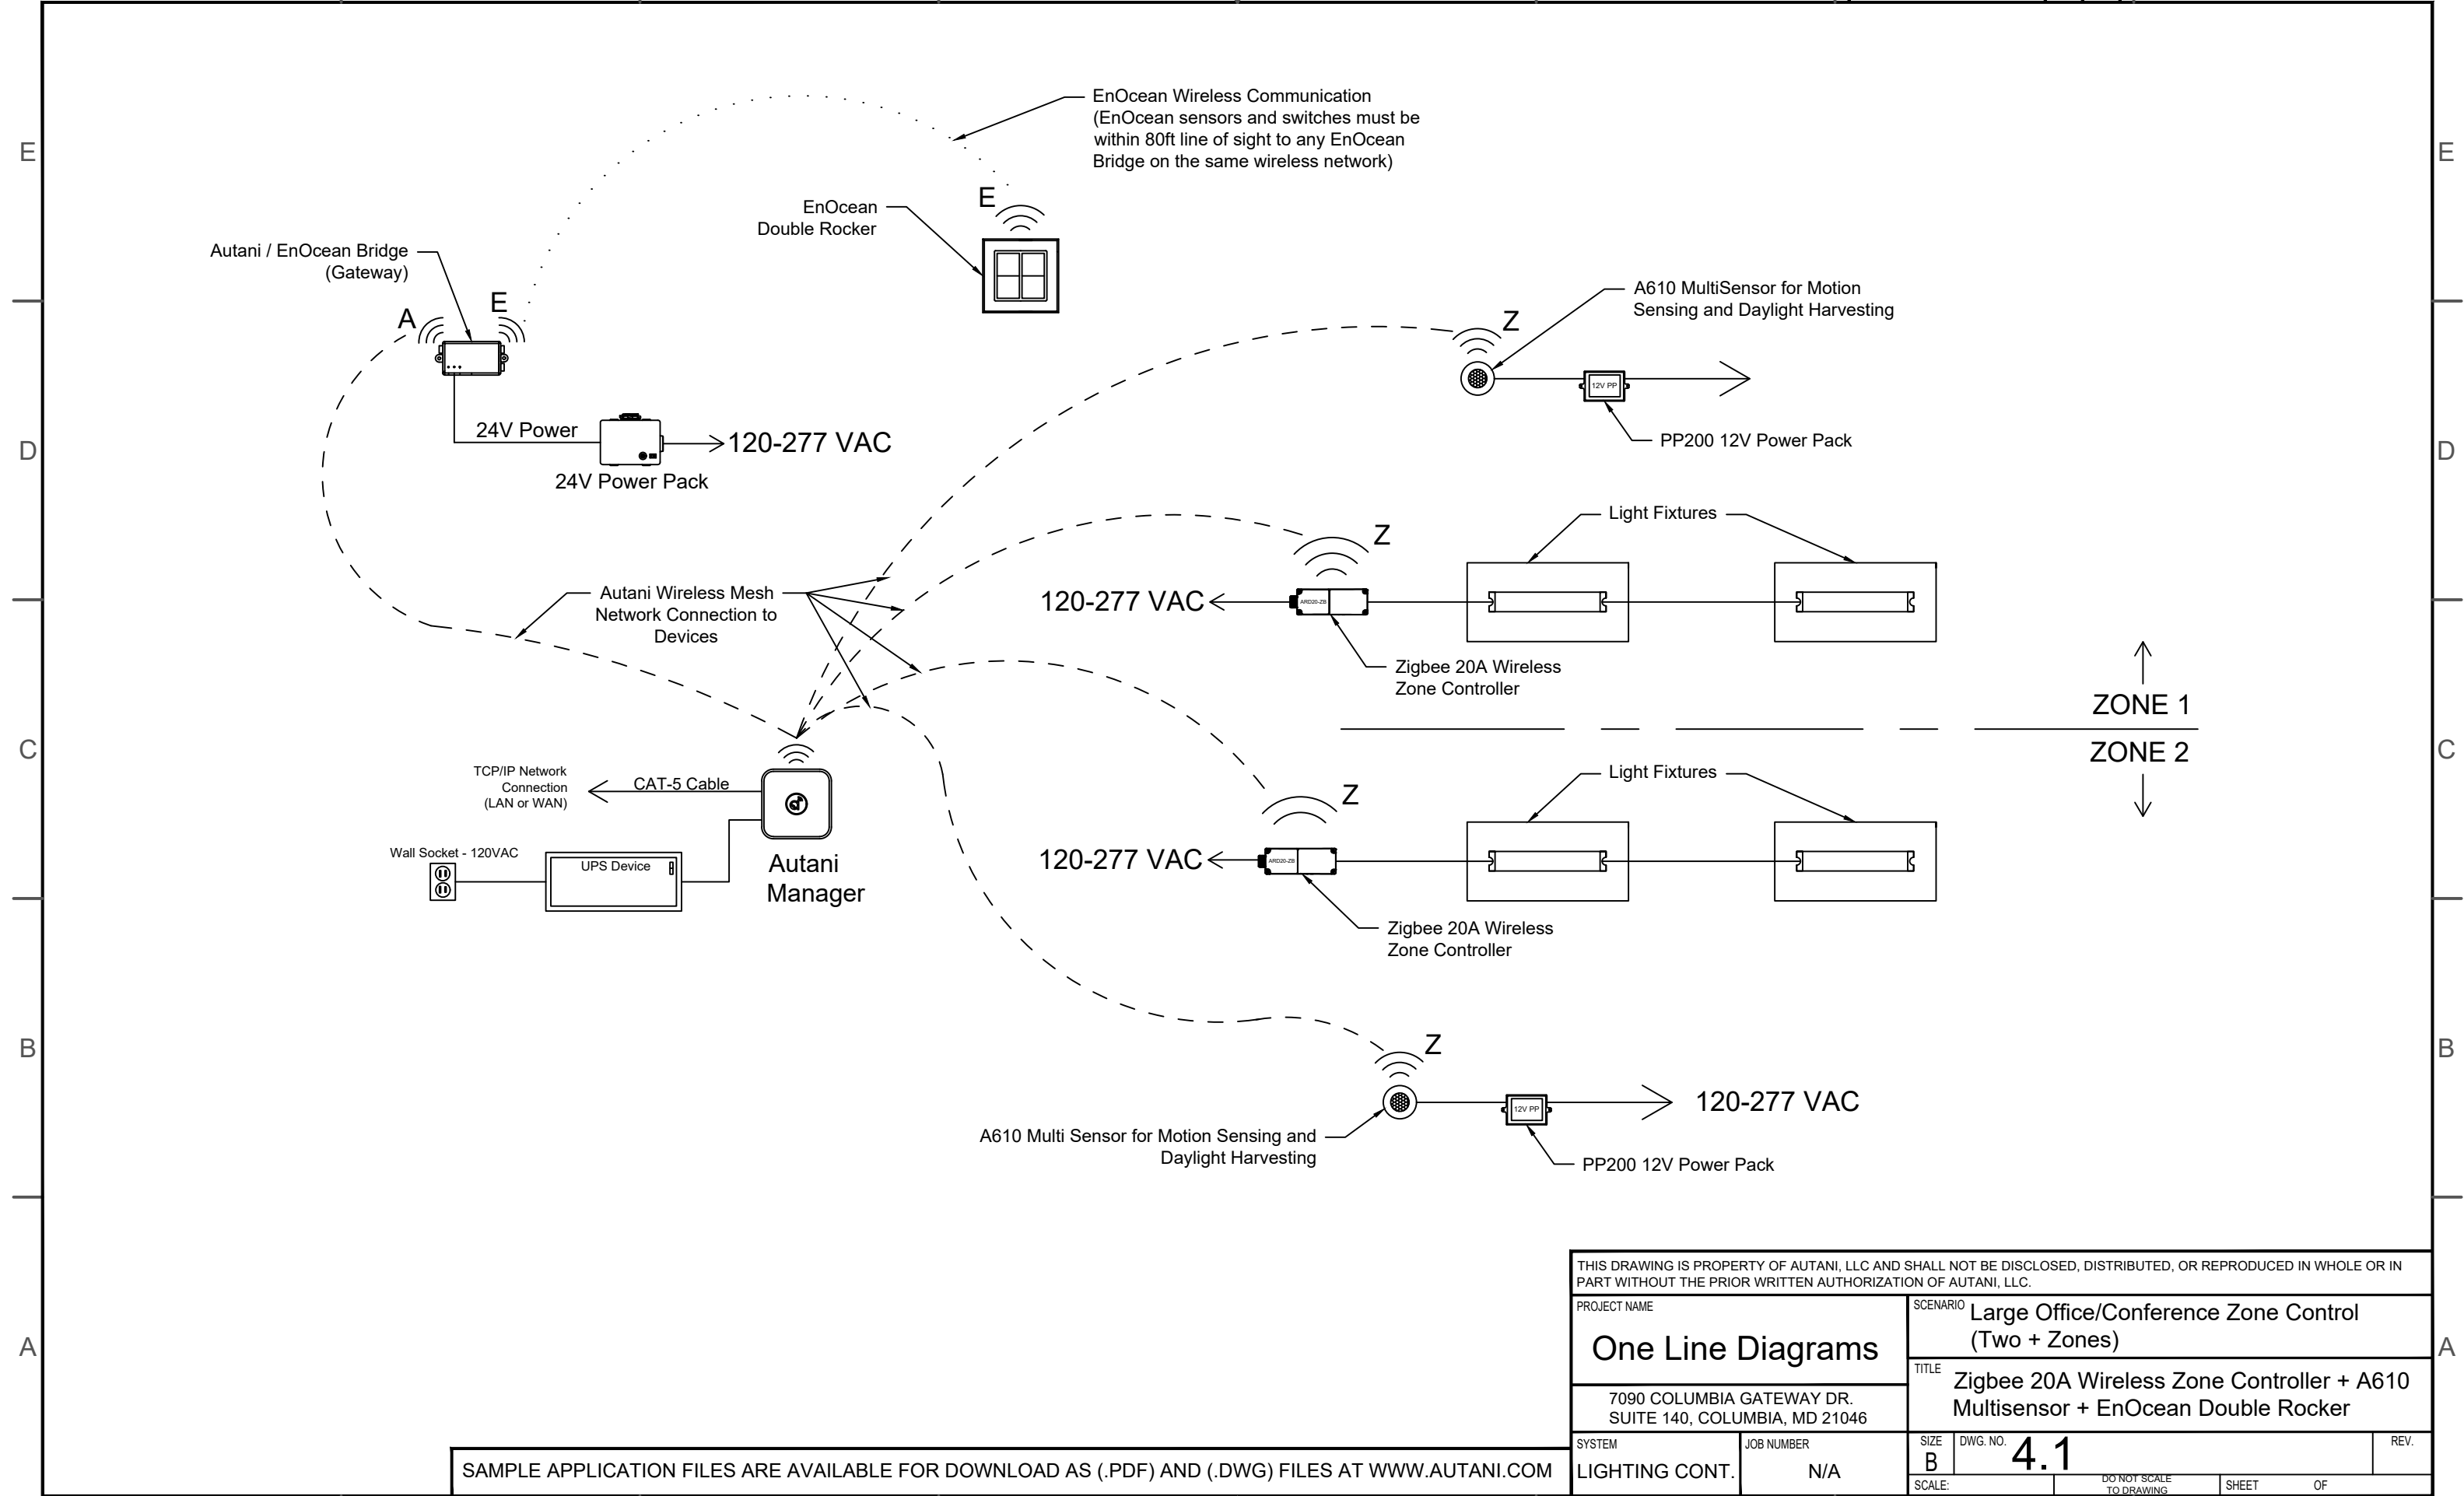 EnOcean Wireless Communication
(EnOcean sensors and switches must be
within 80ft line of sight to any EnOcean
Bridge on the same wireless network)
E
E
E
EnOcean
Double Rocker
Autani / EnOcean Bridge
(Gateway)
A
E
A610 MultiSensor for Motion
Sensing and Daylight Harvesting
Z
12V PP
PP200 12V Power Pack
24V Power
120-277 VAC
24V Power Pack
D
D
Light Fixtures
Z
Autani Wireless Mesh
Network Connection to
Devices
120-277 VAC
ARD20-ZB
Zigbee 20A Wireless
Zone Controller
ZONE 1
ZONE 2
C
C
TCP/IP Network
Connection
(LAN or WAN)
CAT-5 Cable
Light Fixtures
Z
Wall Socket - 120VAC
UPS Device
Autani
Manager
120-277 VAC
ARD20-ZB
Zigbee 20A Wireless
Zone Controller
B
B
Z
12V PP
120-277 VAC
A610 Multi Sensor for Motion Sensing and
Daylight Harvesting
PP200 12V Power Pack
A
A
THIS DRAWING IS PROPERTY OF AUTANI, LLC AND SHALL NOT BE DISCLOSED, DISTRIBUTED, OR REPRODUCED IN WHOLE OR IN
PART WITHOUT THE PRIOR WRITTEN AUTHORIZATION OF AUTANI, LLC.
PROJECT NAME
One Line Diagrams
SCENARIO
Large Office/Conference Zone Control
(Two + Zones)
TITLE
Zigbee 20A Wireless Zone Controller + A610
Multisensor + EnOcean Double Rocker
7090 COLUMBIA GATEWAY DR.
SUITE 140, COLUMBIA, MD 21046
SYSTEM
LIGHTING CONT.
JOB NUMBER
N/A
SIZE
B
DWG. NO.
4.1
REV.
SCALE:
DO NOT SCALE
TO DRAWING
SHEET OF
SAMPLE APPLICATION FILES ARE AVAILABLE FOR DOWNLOAD AS (.PDF) AND (.DWG) FILES AT WWW.AUTANI.COM